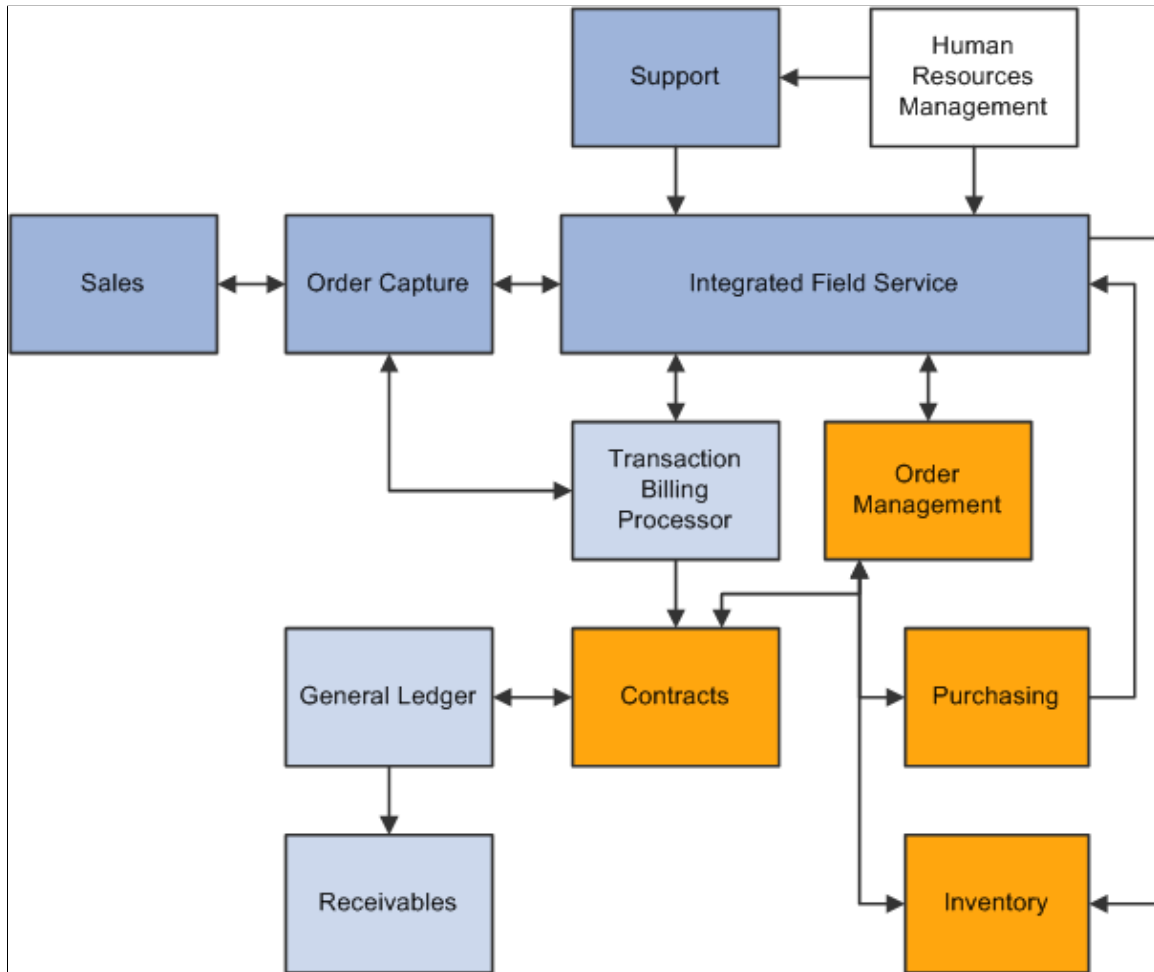 Support
Human
Resources
Management
Sales
Order Capture
Integrated Field Service
Transaction
Billing
Processor
Order
Management
General Ledger
Contracts
Purchasing
Receivables
Inventory